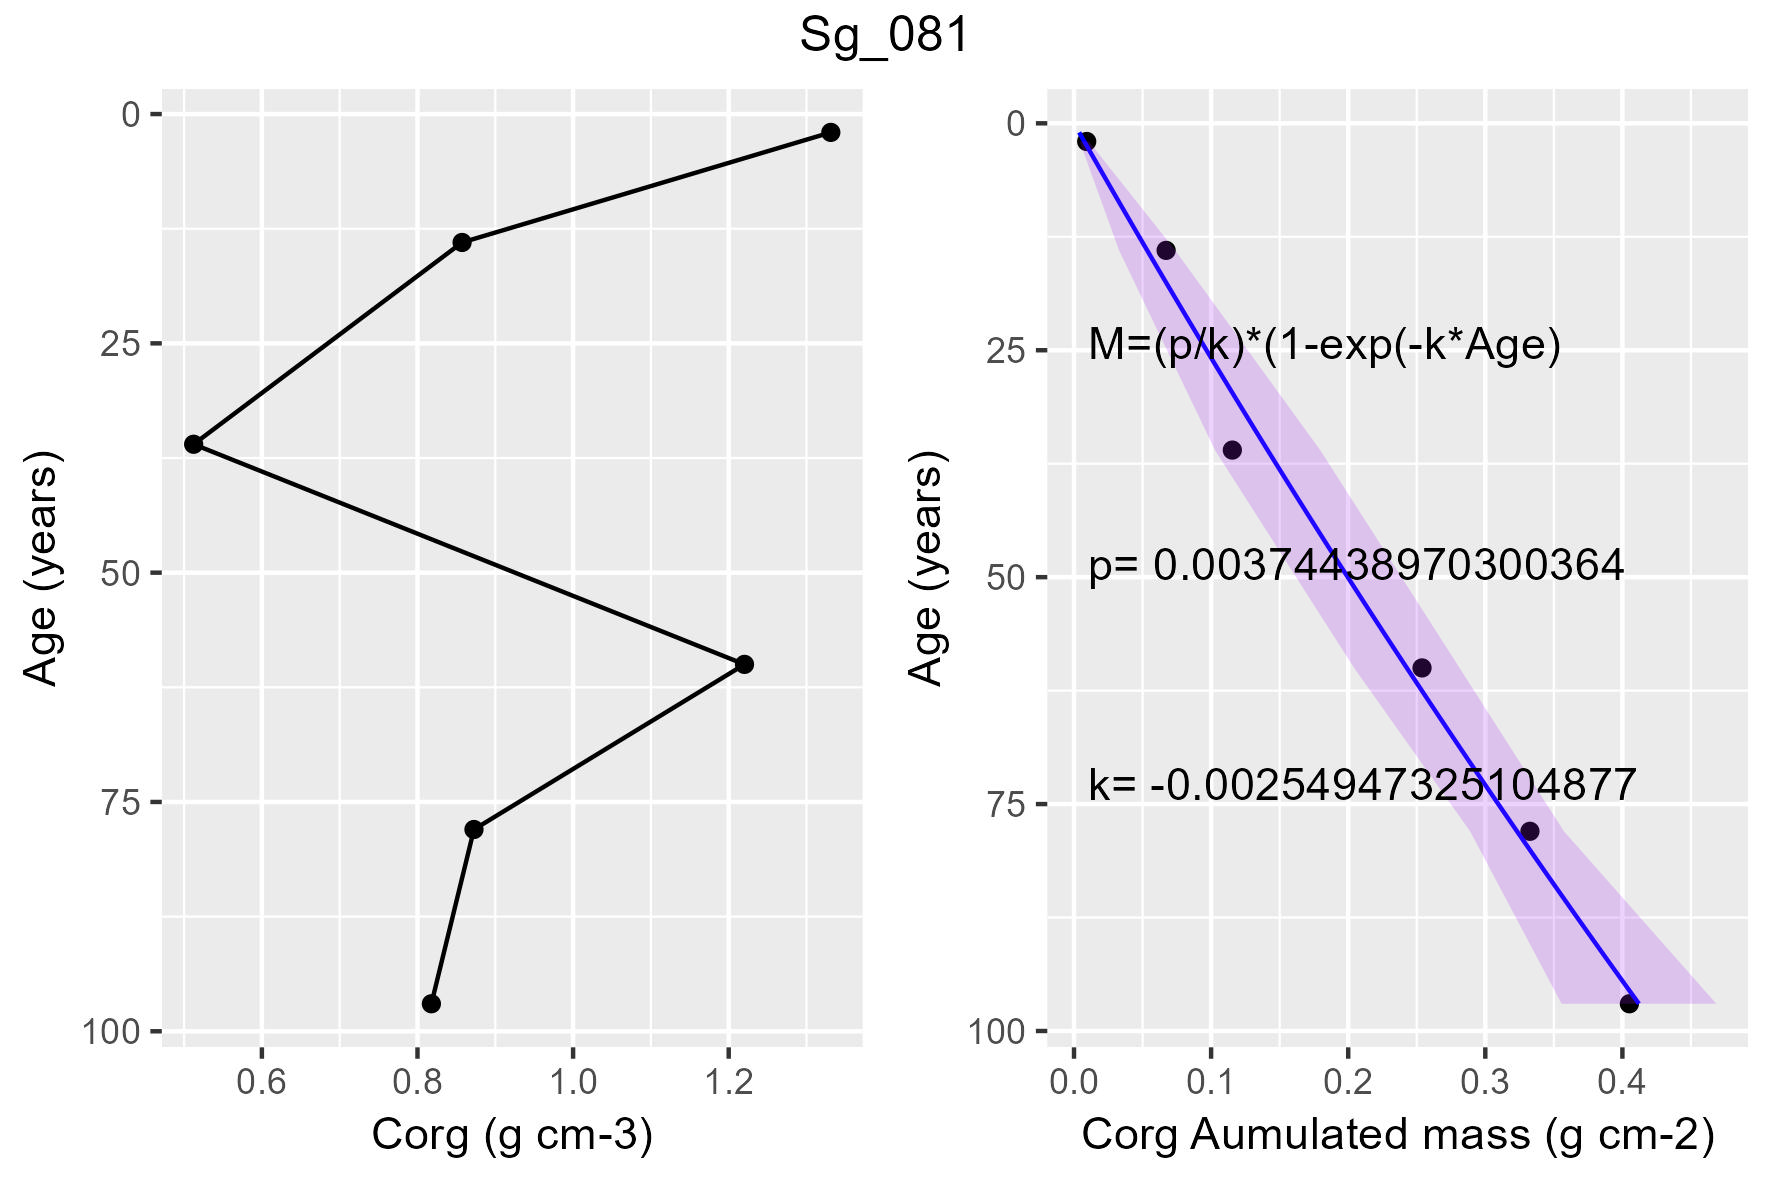 Sg_081
0
25
50
75
100
Age (years)
0.6 0.8 1.0 1.2
Corg (g cm-3)
0
25
50
75
100
Age (years)
M=(p/k)*(1-exp(-k*Age)
p= 0.00374438970300364
k= -0.00254947325104877
0.0 0.1 0.2 0.3 0.4
Corg Aumulated mass (g cm-2)